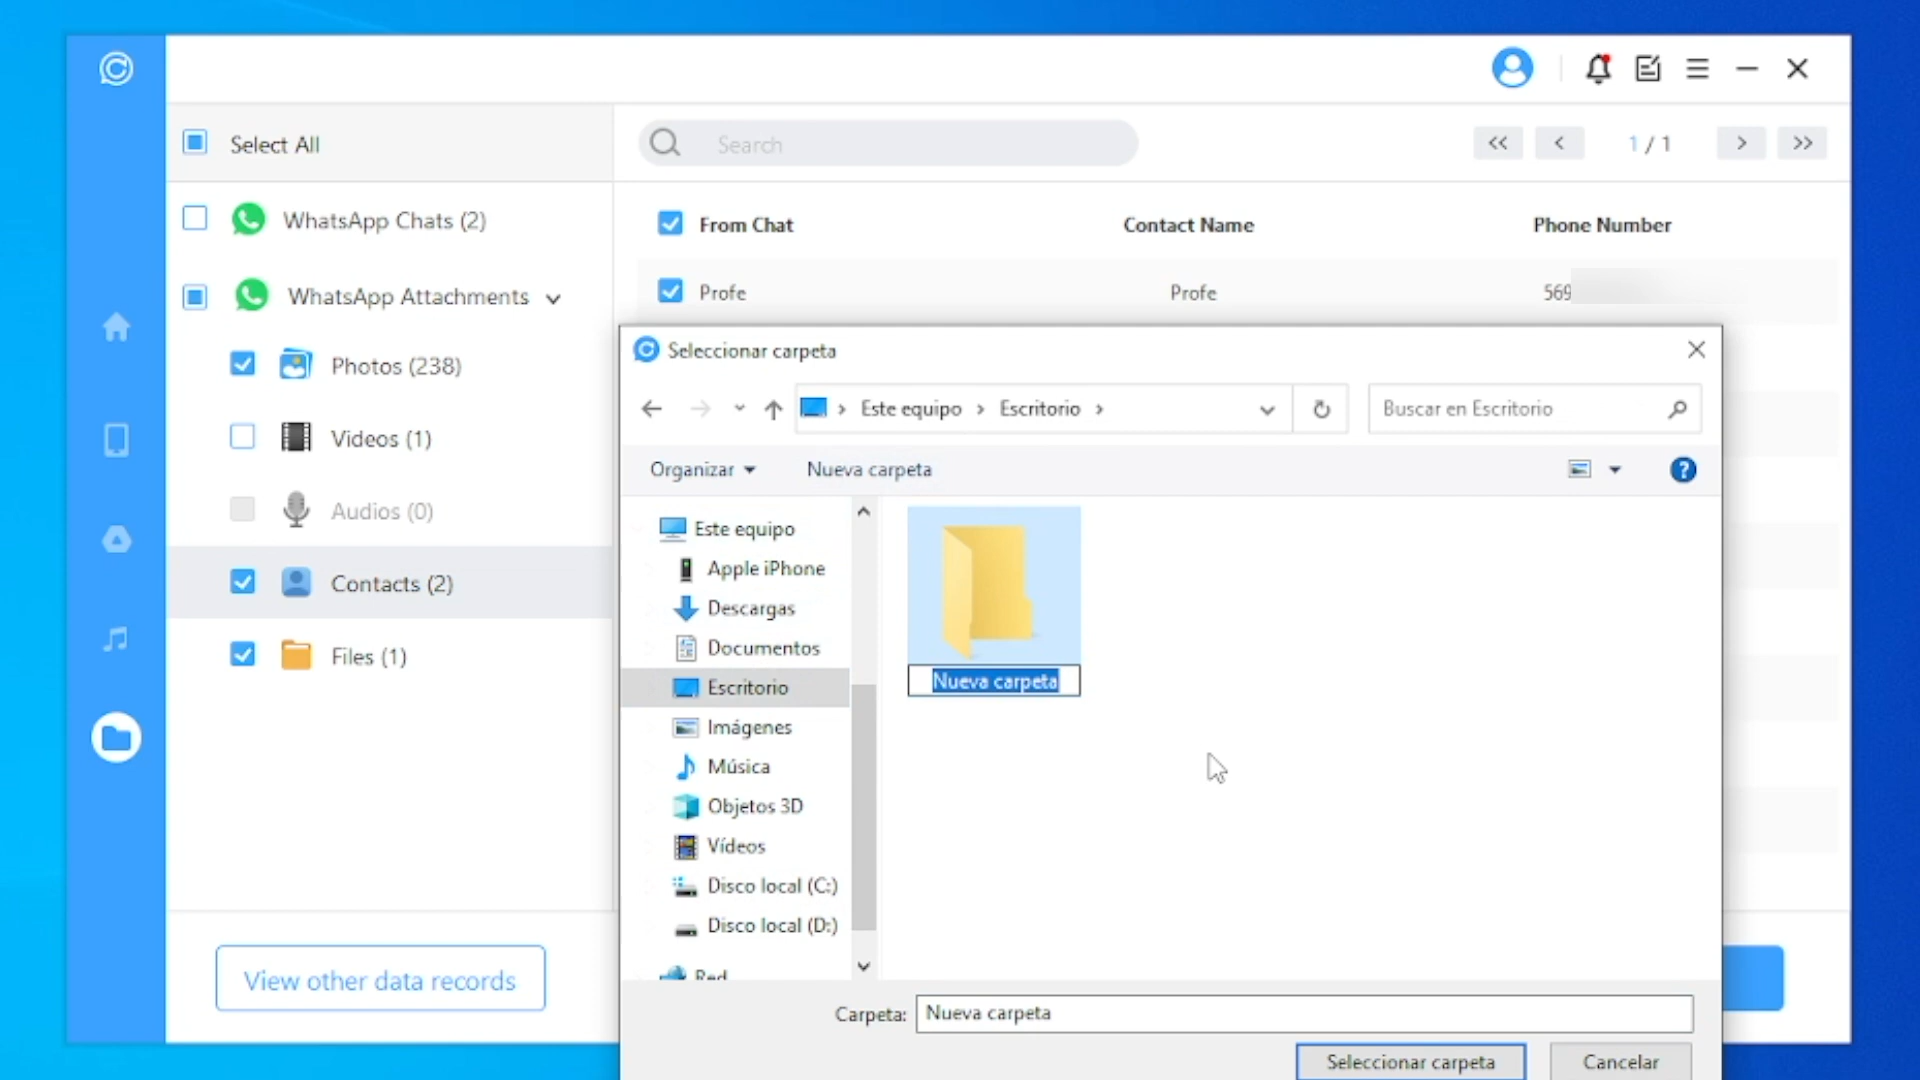 Select All
Search
<<
<
1 / 1
>
>>
WhatsApp Chats (2)
WhatsApp Attachments
Photos (238)
Videos (1)
Audios (0)
Contacts (2)
Files (1)
View other data records
From Chat Contact Name Phone Number
Profe Profe 569
Seleccionar carpeta
Este equipo > Escritorio >
Buscar en Escritorio
Organizar Nueva carpeta
?
Este equipo
Apple iPhone
Descargas
Documentos
Escritorio
Imágenes
Música
Objetos 3D
Vídeos
Disco local (C:)
Disco local (D:)
Red
Nueva carpeta
Carpeta: Nueva carpeta
Seleccionar carpeta Cancelar